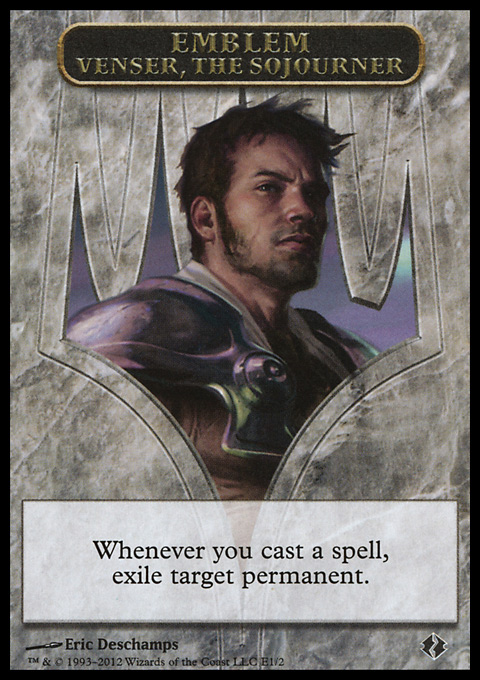 EMBLEM
VENSER, THE SOJOURNER
Whenever you cast a spell,
exile target permanent.
Eric Deschamps
™ & © 1993–2012 Wizards of the Coast LLC E1/2